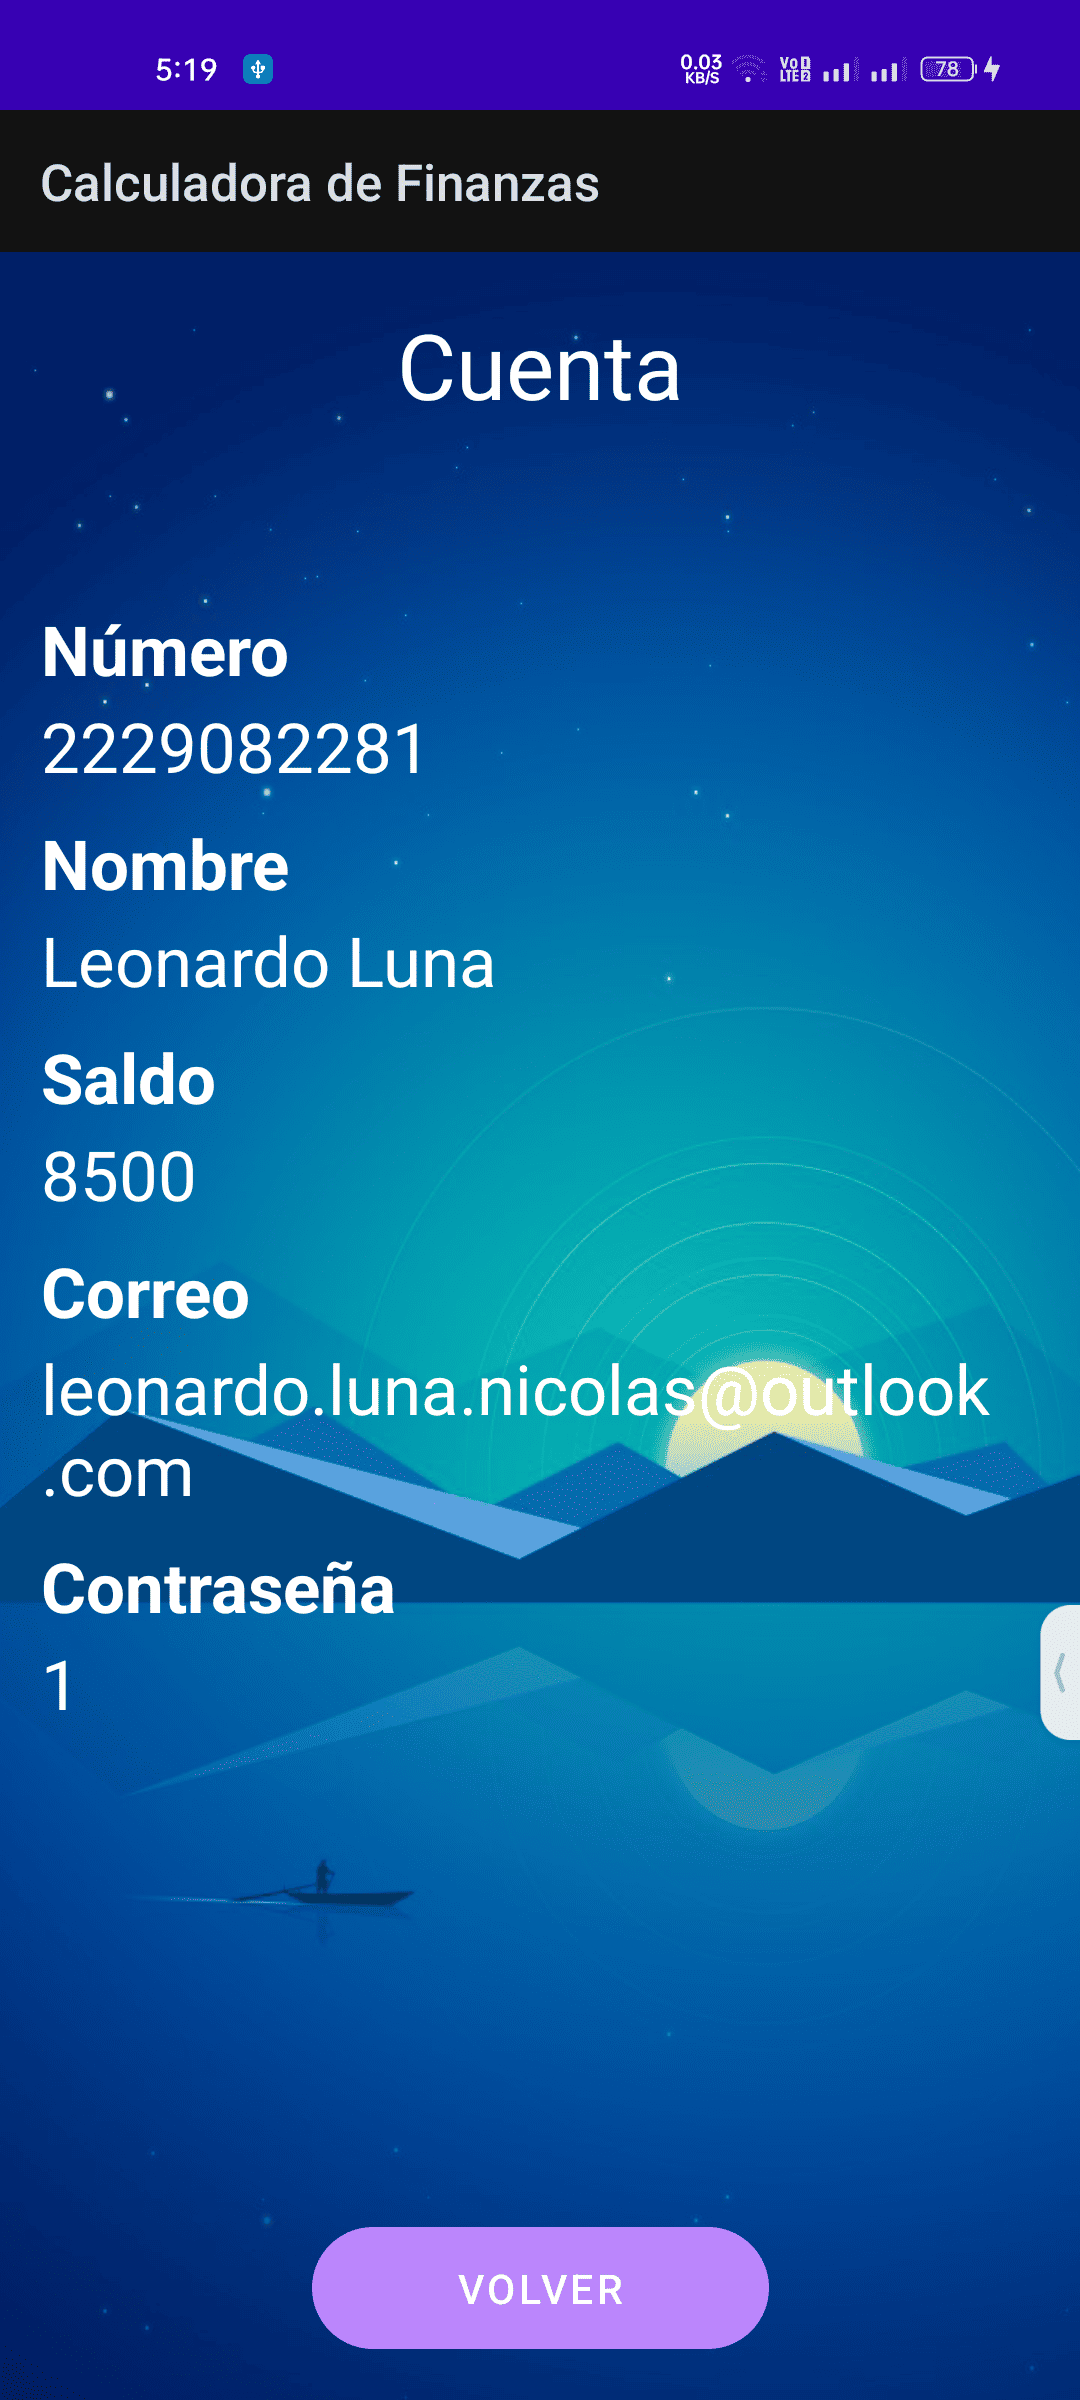 5:19
0.03 KB/S Vo LTE 78
Calculadora de Finanzas
Cuenta
Número
2229082281
Nombre
Leonardo Luna
Saldo
8500
Correo
leonardo.luna.nicolas@outlook
.com
Contraseña
1
VOLVER